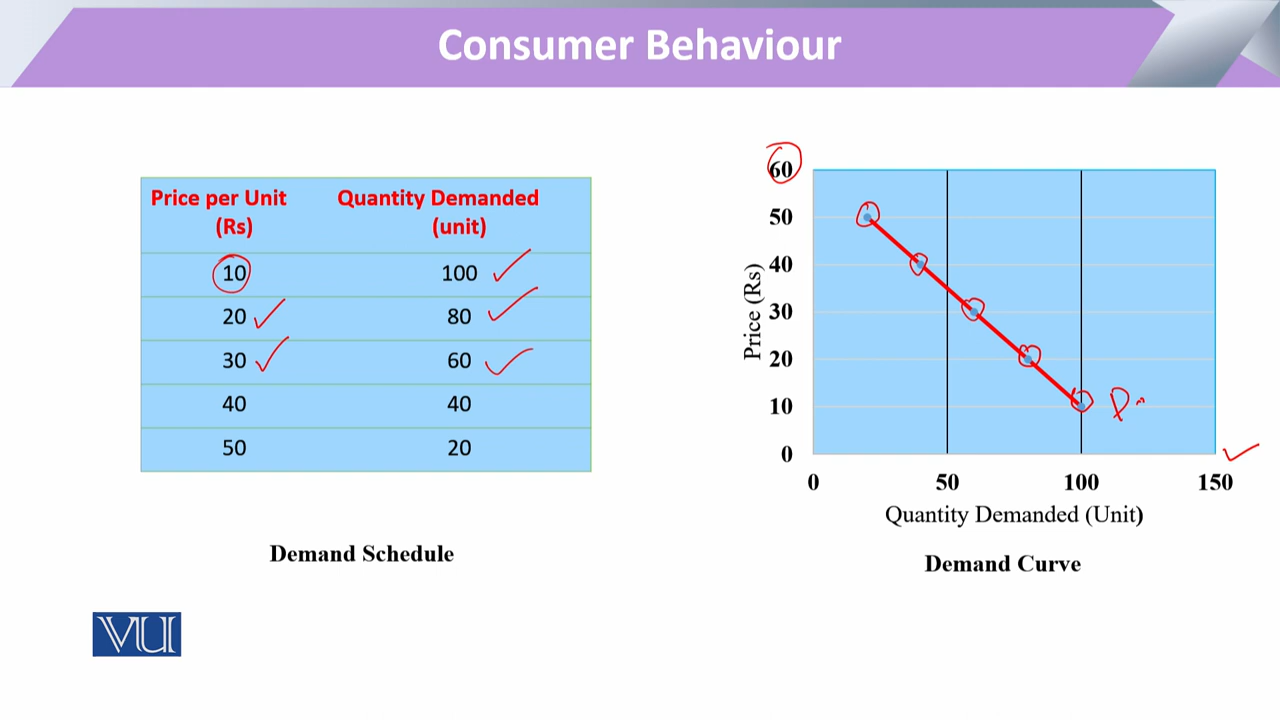 Consumer Behaviour
Price per Unit Quantity Demanded
(Rs) (unit)
10 100
20 80
30 60
40 40
50 20
Demand Schedule
60
50
40
30
20
10
0
Price (Rs)
0 50 100 150
Quantity Demanded (Unit)
Demand Curve
VU